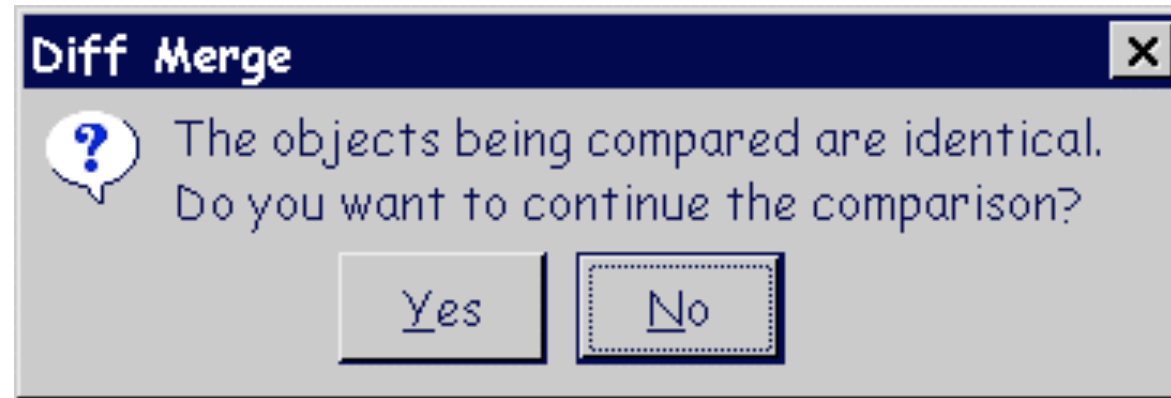 Diff Merge
The objects being compared are identical.
Do you want to continue the comparison?
Yes No